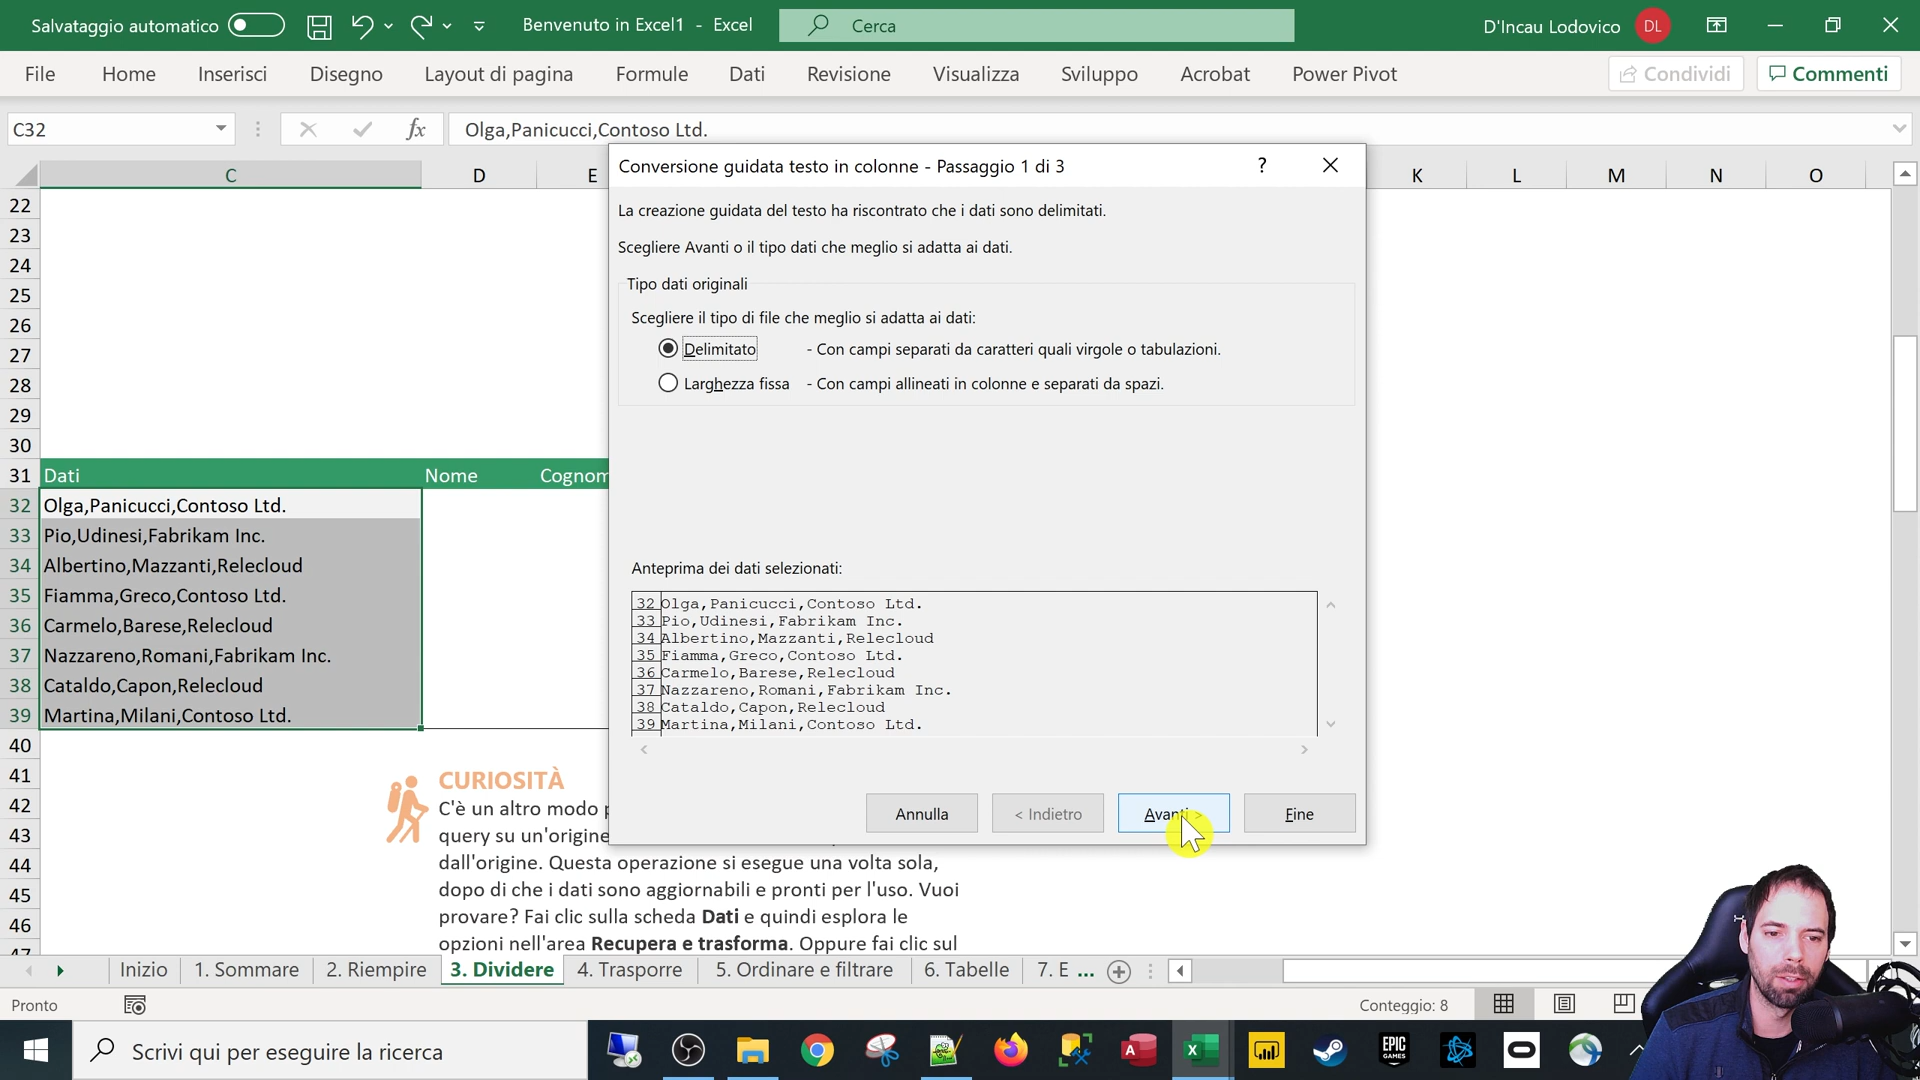 Salvataggio automatico
Benvenuto in Excel1 - Excel
Cerca
D'Incau Lodovico
DL
File Home Inserisci Disegno Layout di pagina Formule Dati Revisione Visualizza Sviluppo Acrobat Power Pivot
Condividi
Commenti
C32
fx
Olga,Panicucci,Contoso Ltd.
C D E K L M N O
22
23
24
25
26
27
28
29
30
31 Dati Nome Cognom
32 Olga,Panicucci,Contoso Ltd.
33 Pio,Udinesi,Fabrikam Inc.
34 Albertino,Mazzanti,Relecloud
35 Fiamma,Greco,Contoso Ltd.
36 Carmelo,Barese,Relecloud
37 Nazzareno,Romani,Fabrikam Inc.
38 Cataldo,Capon,Relecloud
39 Martina,Milani,Contoso Ltd.
40
41
42
43
44
45
46
47
Conversione guidata testo in colonne - Passaggio 1 di 3
?
La creazione guidata del testo ha riscontrato che i dati sono delimitati.
Scegliere Avanti o il tipo dati che meglio si adatta ai dati.
Tipo dati originali
Scegliere il tipo di file che meglio si adatta ai dati:
Delimitato - Con campi separati da caratteri quali virgole o tabulazioni.
Larghezza fissa - Con campi allineati in colonne e separati da spazi.
Anteprima dei dati selezionati:
32 Olga,Panicucci,Contoso Ltd.
33 Pio,Udinesi,Fabrikam Inc.
34 Albertino,Mazzanti,Relecloud
35 Fiamma,Greco,Contoso Ltd.
36 Carmelo,Barese,Relecloud
37 Nazzareno,Romani,Fabrikam Inc.
38 Cataldo,Capon,Relecloud
39 Martina,Milani,Contoso Ltd.
Annulla
< Indietro
Avanti >
Fine
CURIOSITÀ
C'è un altro modo
query su un'origine
dall'origine. Questa operazione si esegue una volta sola,
dopo di che i dati sono aggiornabili e pronti per l'uso. Vuoi
provare? Fai clic sulla scheda Dati e quindi esplora le
opzioni nell'area Recupera e trasforma. Oppure fai clic sul
Inizio 1. Sommare 2. Riempire 3. Dividere 4. Trasporre 5. Ordinare e filtrare 6. Tabelle 7. E ...
Pronto
Conteggio: 8
Scrivi qui per eseguire la ricerca
EPIC
GAMES